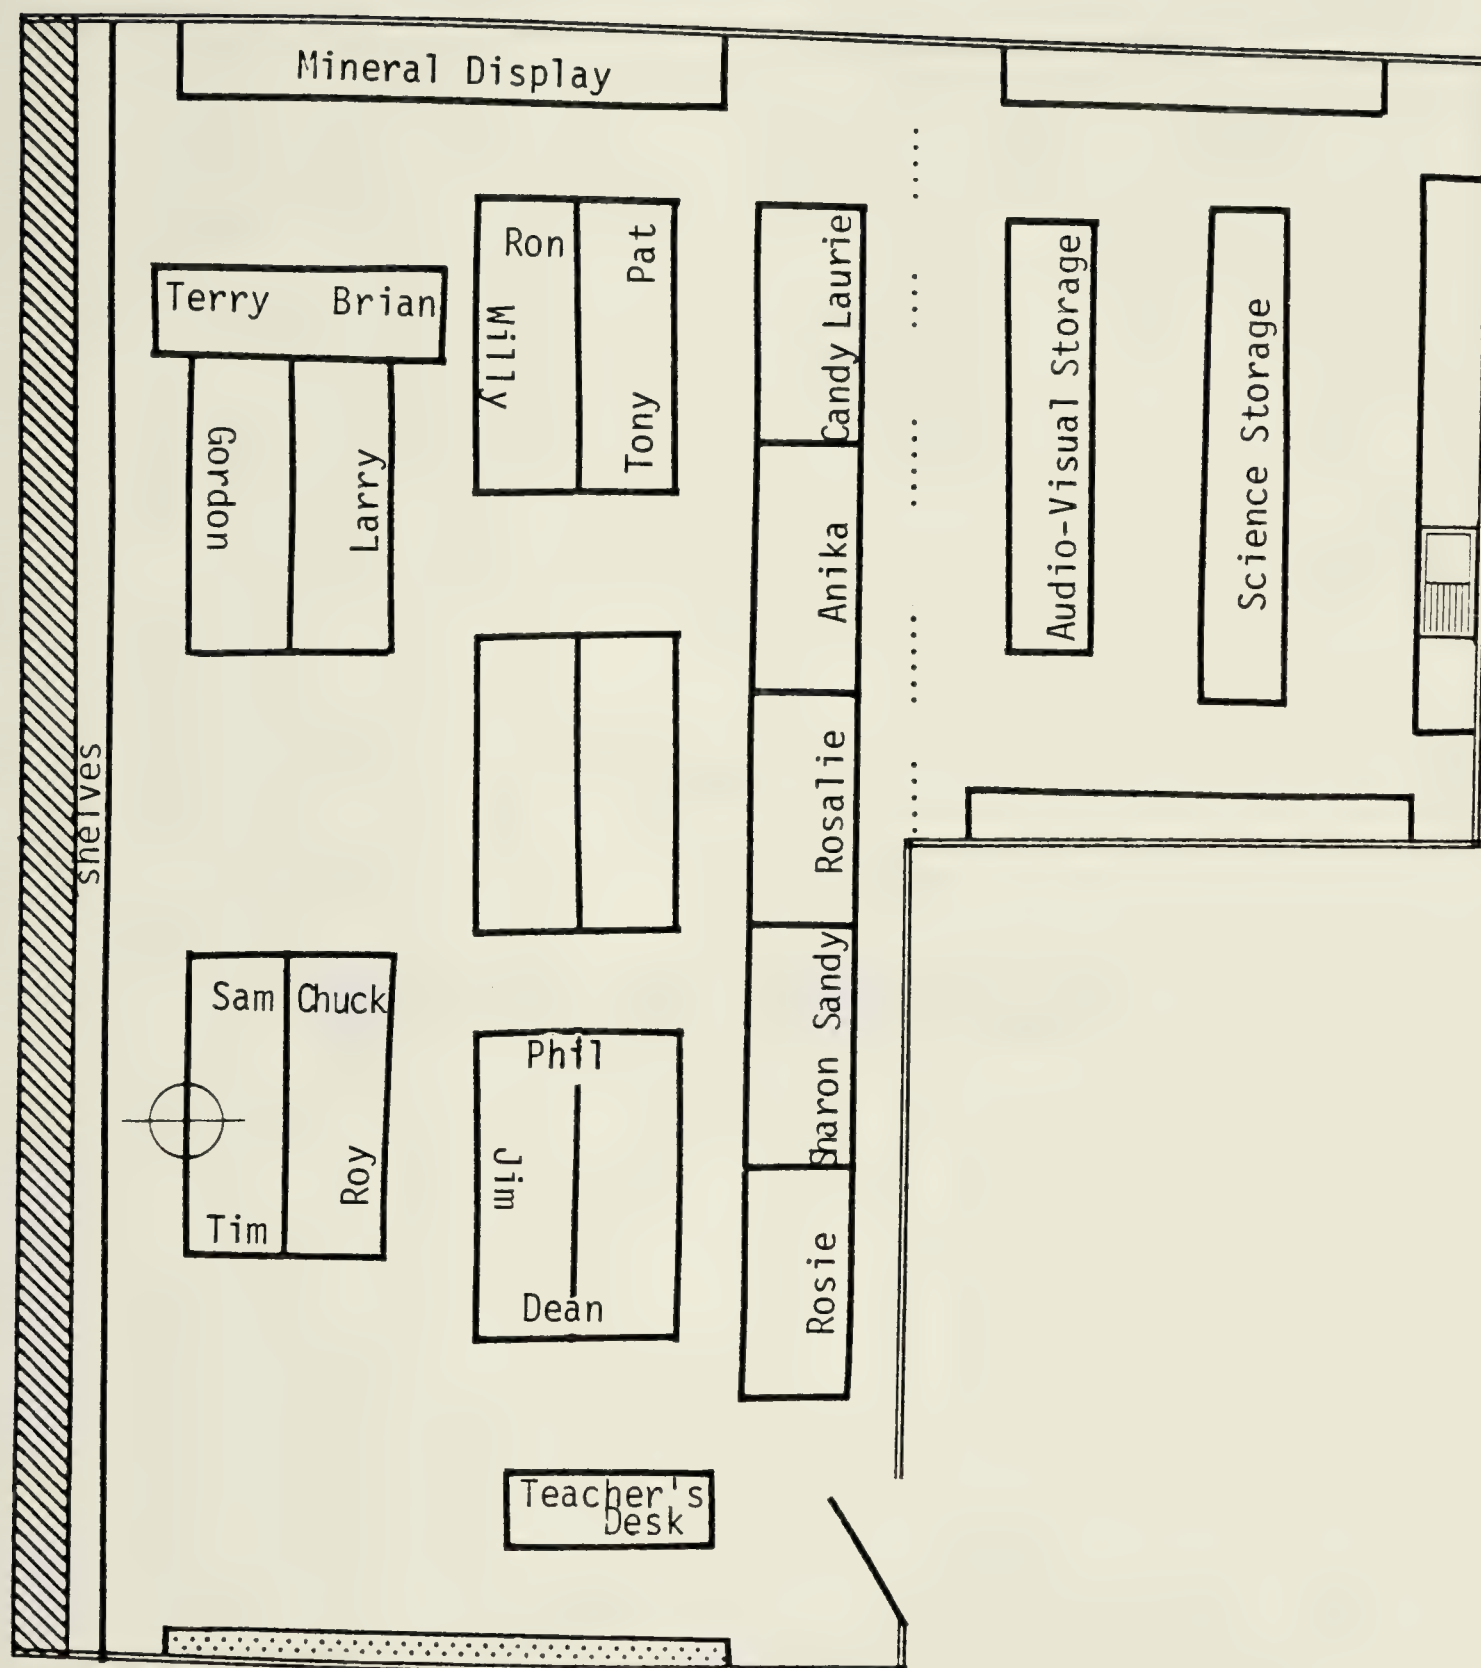 Mineral Display
Ron
Pat
Willy
Tony
Terry Brian
Gordon
Larry
Candy Laurie
Anika
Rosalie
Sharon Sandy
Rosie
Audio-Visual Storage
Science Storage
shelves
Sam Chuck
Tim
Roy
Phil
Jim
Dean
Teacher's
Desk